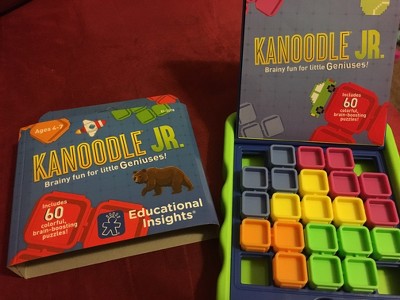 Ages 4-7
KANOODLE JR.
Brainy fun for little Geniuses!
Includes
60
colorful,
brain-boosting
puzzles!
Educational
Insights®
KANOODLE JR.
Brainy fun for little Geniuses!
Includes
60
colorful,
brain-boosting
puzzles!